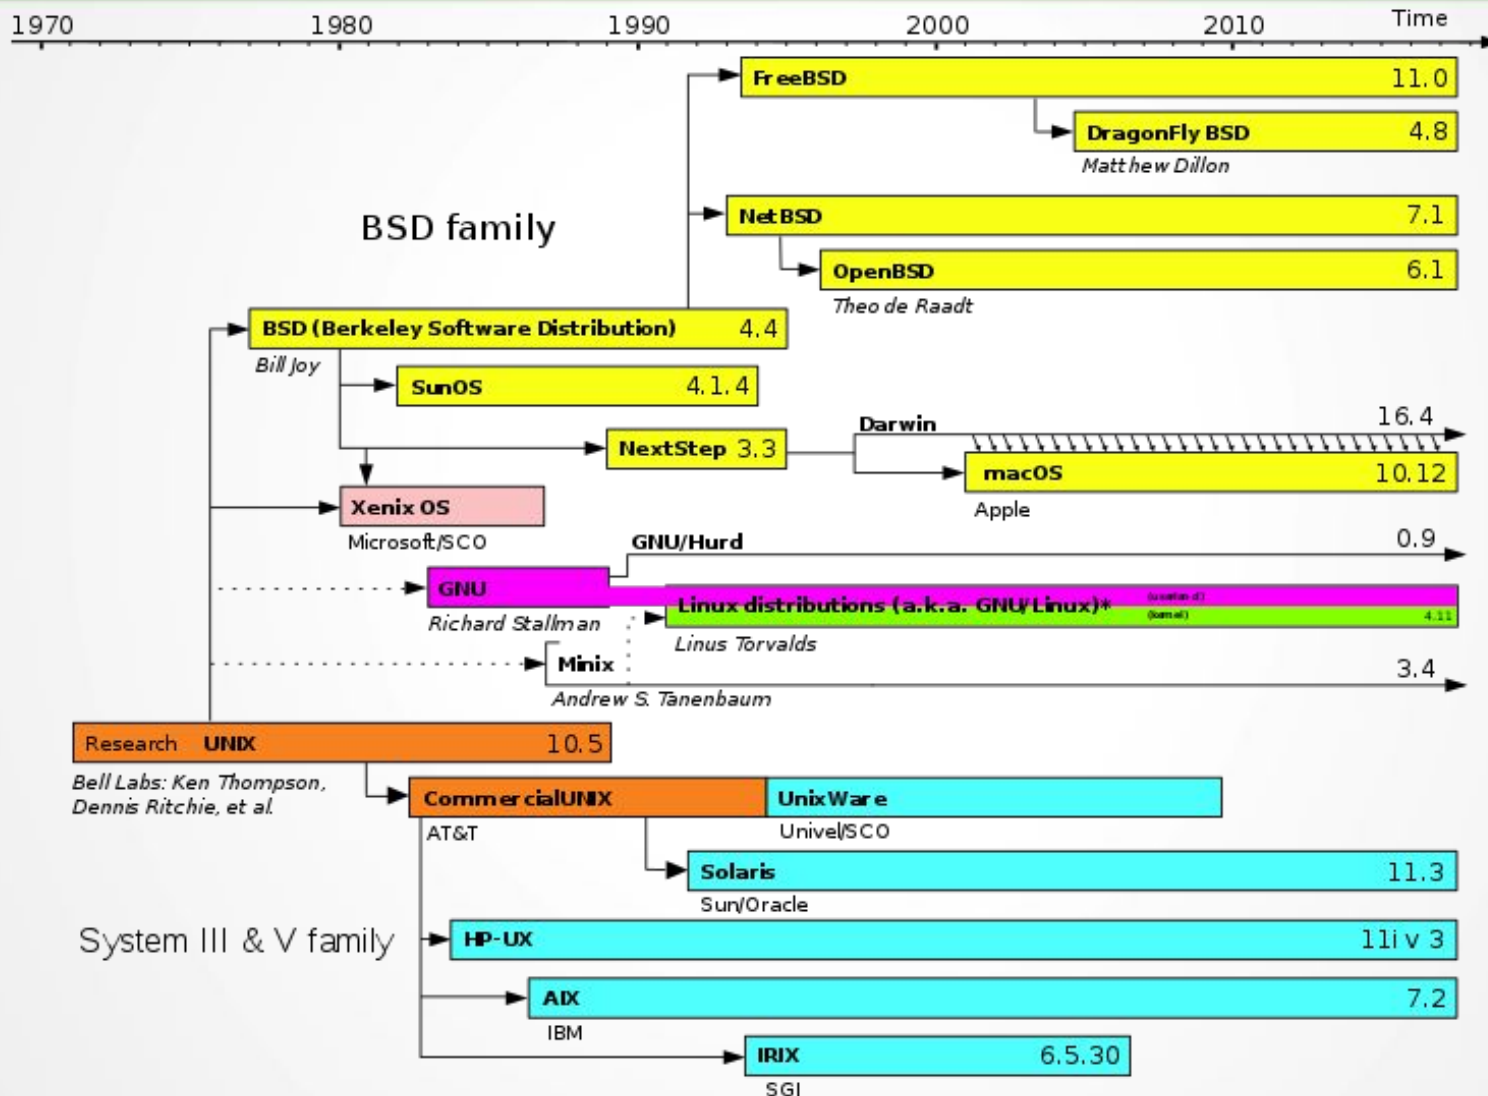 1970 1980 1990 2000 2010 Time
FreeBSD 11.0
DragonFly BSD 4.8
Matthew Dillon
BSD family
NetBSD 7.1
OpenBSD 6.1
Theo de Raadt
BSD (Berkeley Software Distribution) 4.4
Bill Joy
SunOS 4.1.4
Darwin 16.4
NextStep 3.3
macOS 10.12
Apple
Xenix OS
Microsoft/SCO
GNU/Hurd 0.9
GNU
Richard Stallman
Linux distributions (a.k.a. GNU/Linux)*
(userland)
(kernel) 4.11
Linus Torvalds
Minix 3.4
Andrew S. Tanenbaum
Research UNIX 10.5
Bell Labs: Ken Thompson,
Dennis Ritchie, et al.
CommercialUNIX
AT&T
UnixWare
Univel/SCO
Solaris 11.3
Sun/Oracle
System III & V family
HP-UX 11i v 3
AIX 7.2
IBM
IRIX 6.5.30
SGI